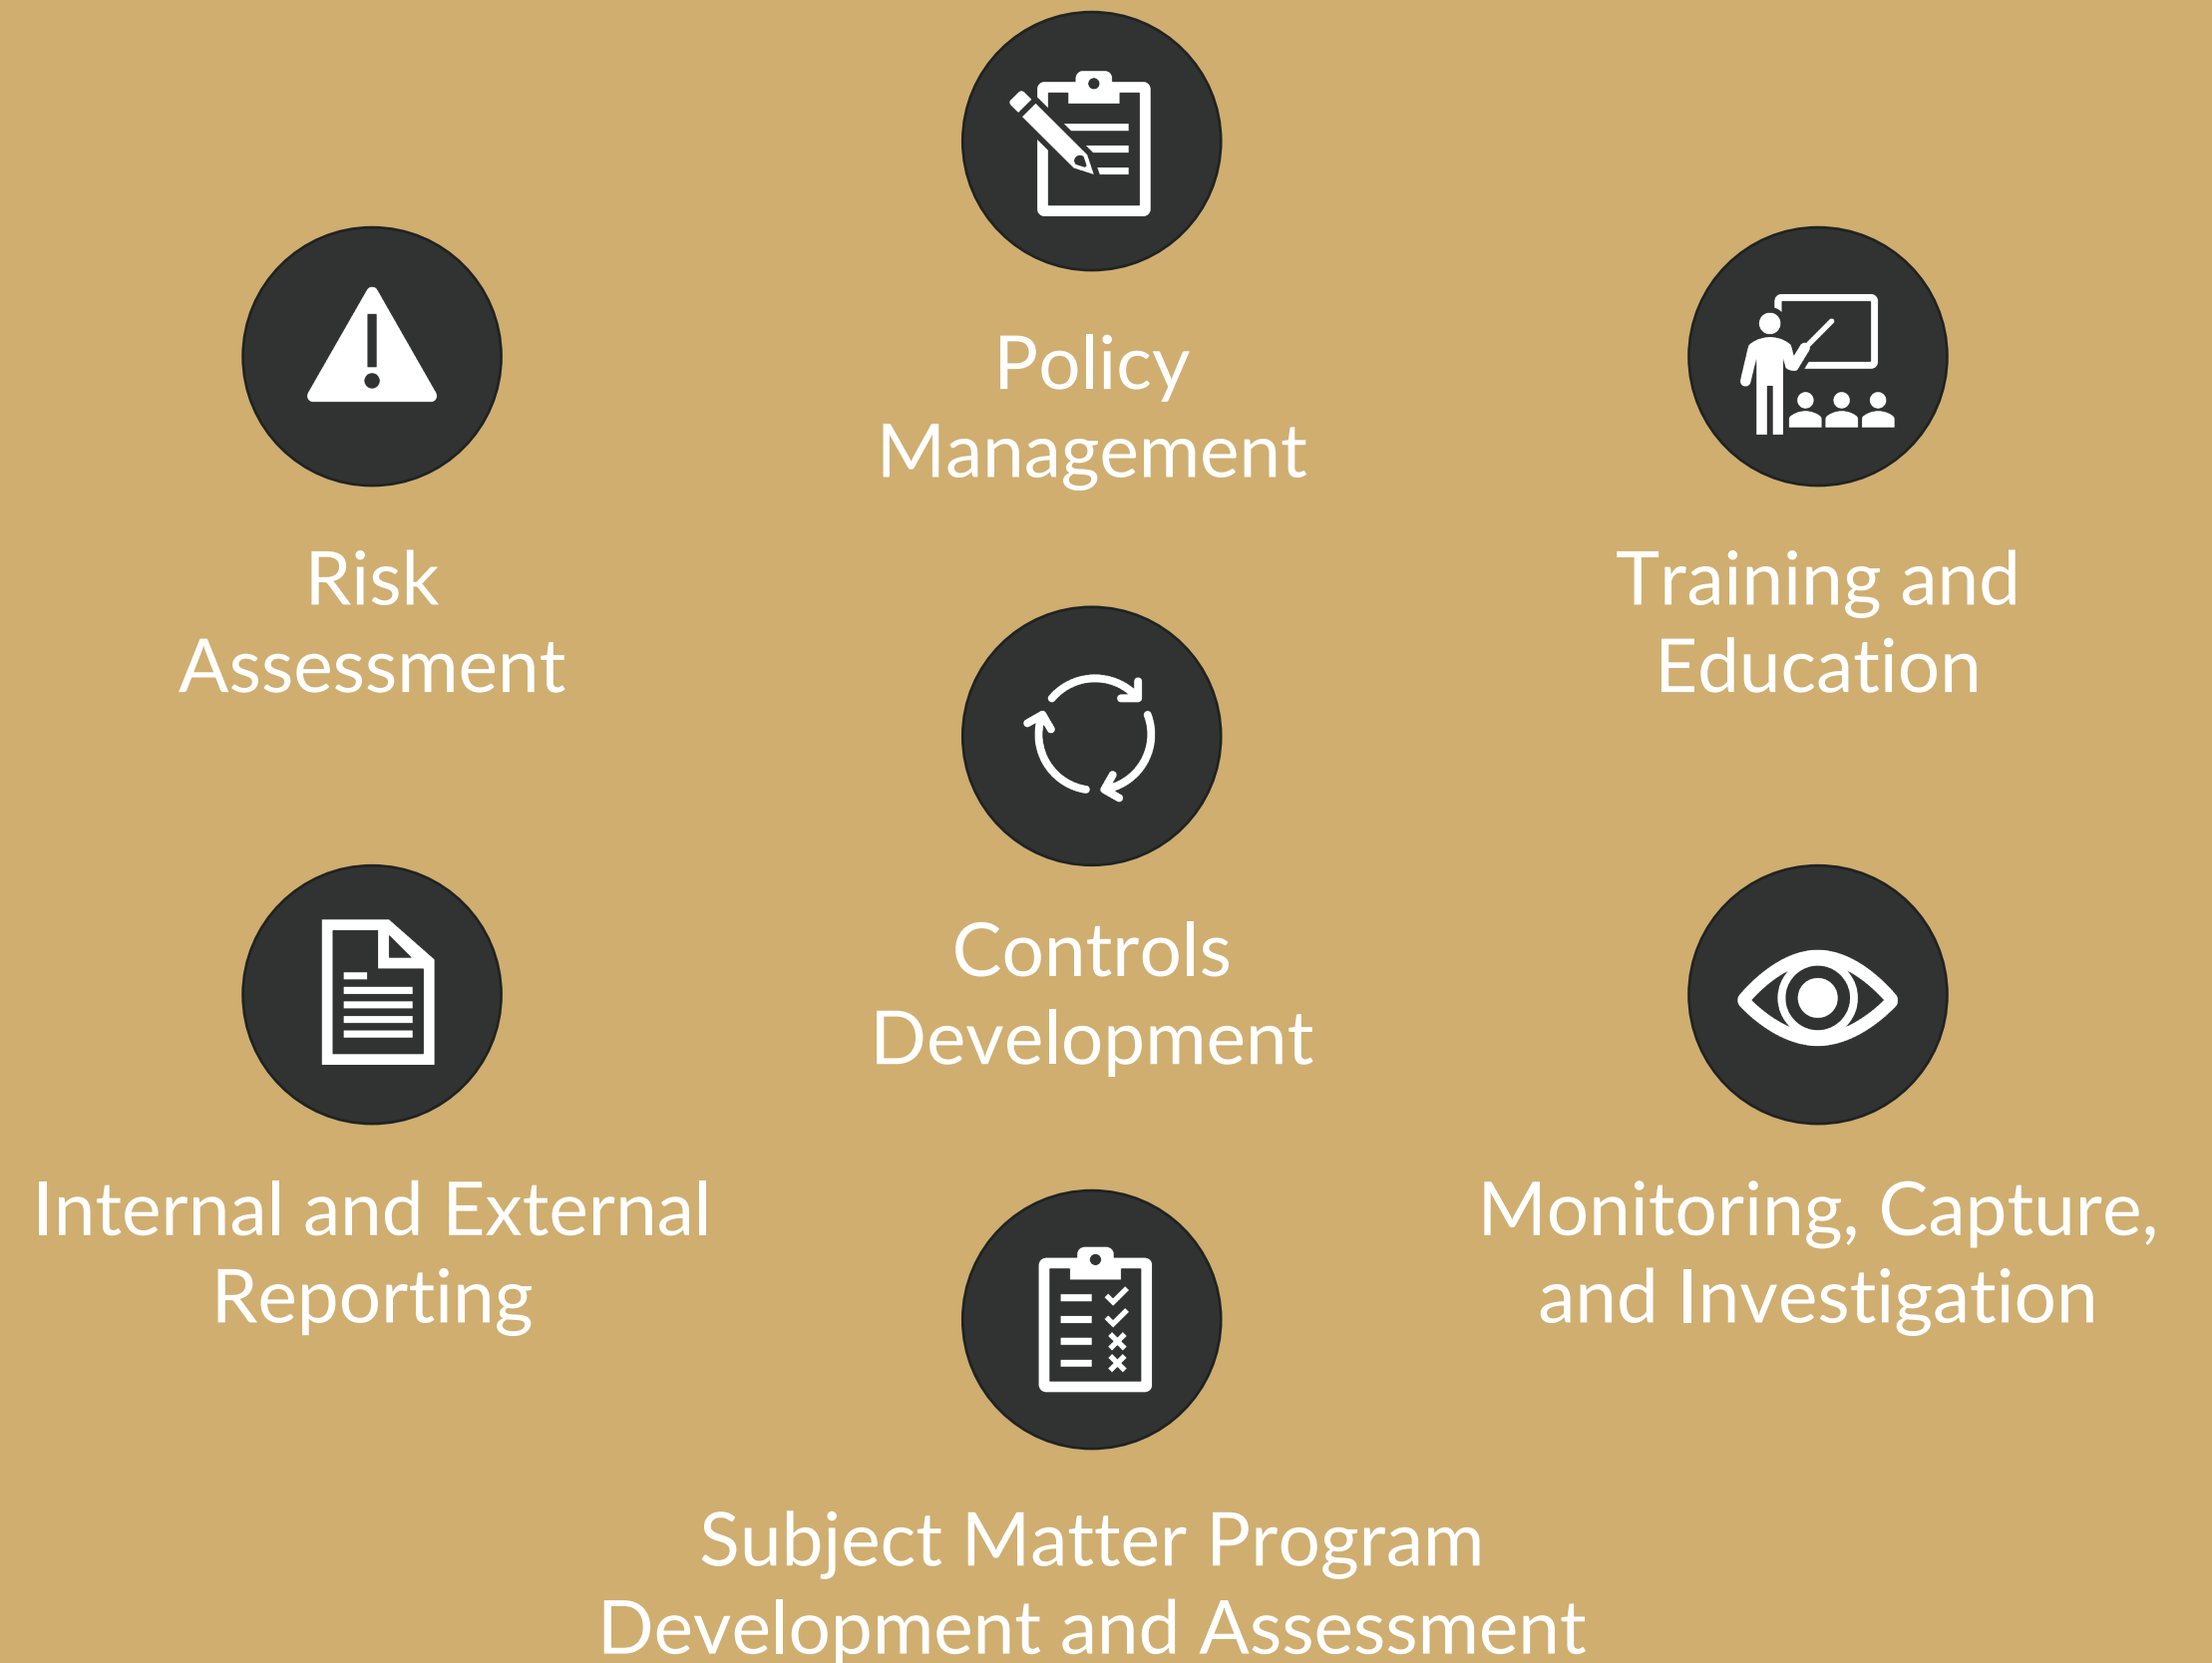 Policy
Management
Risk
Assessment
Training and
Education
Controls
Development
Internal and External
Reporting
Monitoring, Capture,
and Investigation
Subject Matter Program
Development and Assessment